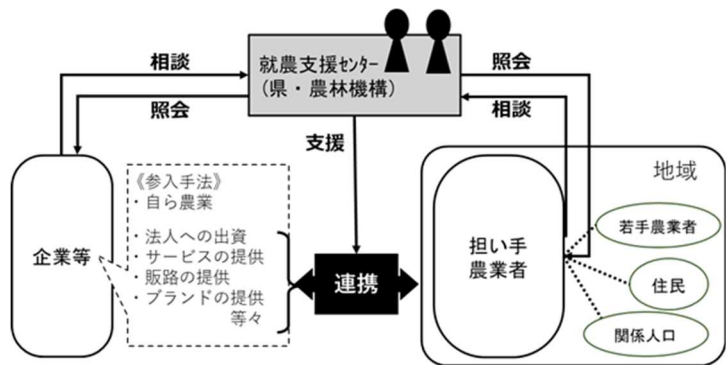 就農支援センター
(県・農林機構)
相談
照会
照会
相談
支援
企業等
《参入手法》
・自ら農業
・法人への出資
・サービスの提供
・販路の提供
・ブランドの提供
等々
連携
地域
担い手
農業者
若手農業者
住民
関係人口